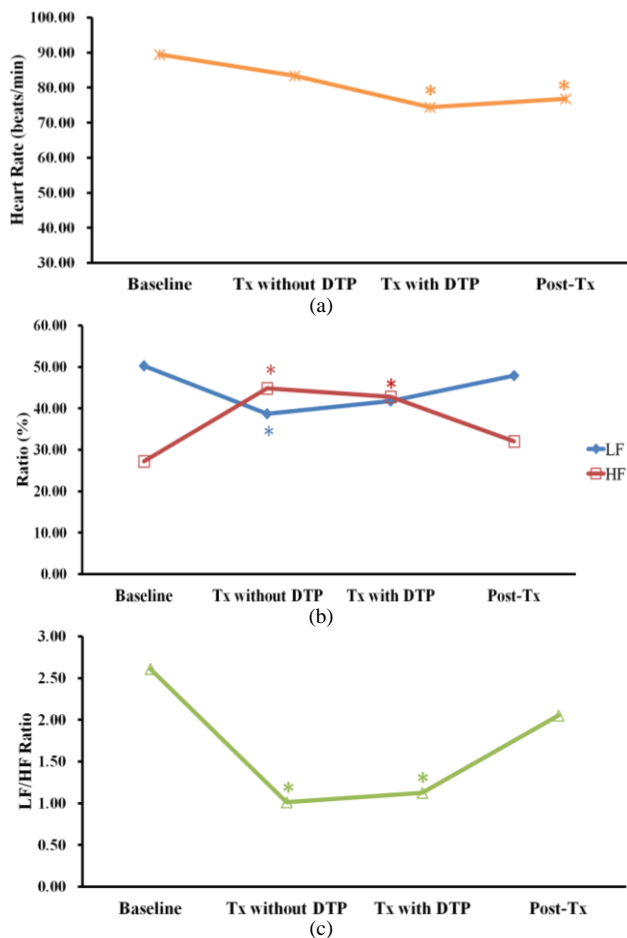 100.00
90.00
80.00
70.00
60.00
50.00
40.00
30.00
Heart Rate (beats/min)
* *
Baseline Tx without DTP Tx with DTP Post-Tx
(a)
60.00
50.00
40.00
30.00
20.00
10.00
0.00
Ratio (%)
* *
*
LF
HF
Baseline Tx without DTP Tx with DTP Post-Tx
(b)
3.00
2.50
2.00
1.50
1.00
0.50
0.00
LF/HF Ratio
* *
Baseline Tx without DTP Tx with DTP Post-Tx
(c)